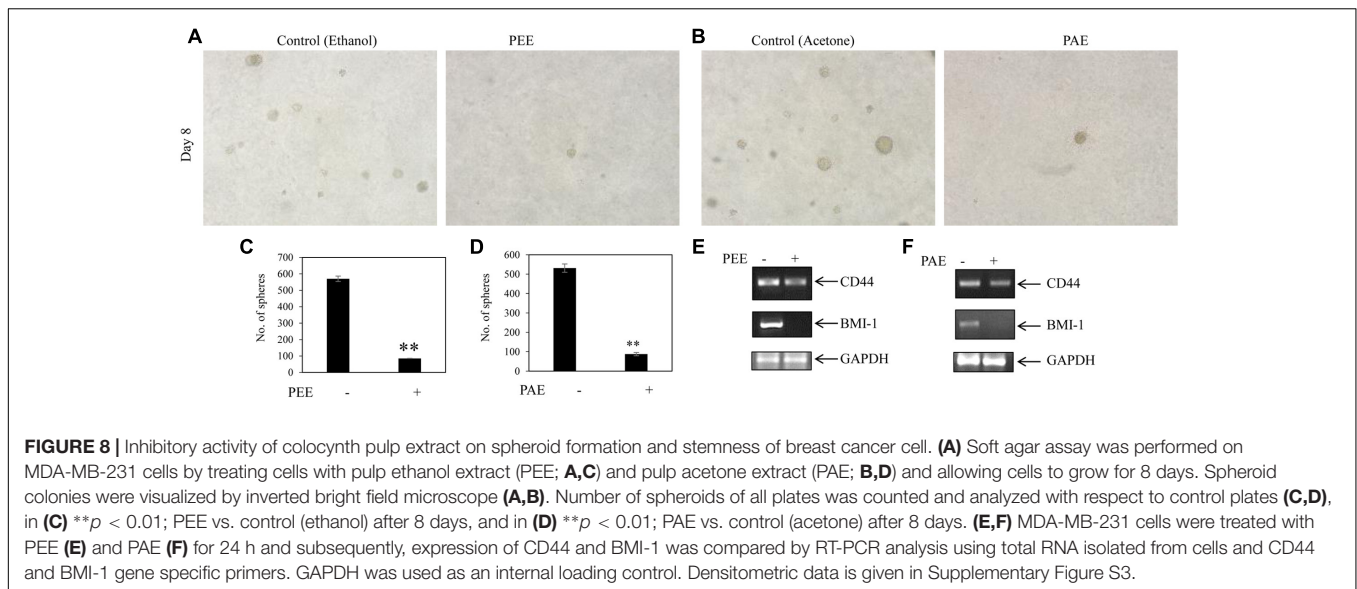 A
Control (Ethanol)
PEE
B
Control (Acetone)
PAE
Day 8
C
No. of spheres
700
600
500
400
300
200
100
0
**
PEE - +
D
No. of spheres
600
500
400
300
200
100
0
**
PAE - +
E
PEE - +
CD44
BMI-1
GAPDH
F
PAE - +
CD44
BMI-1
GAPDH
FIGURE 8 | Inhibitory activity of colocynth pulp extract on spheroid formation and stemness of breast cancer cell. (A) Soft agar assay was performed on
MDA-MB-231 cells by treating cells with pulp ethanol extract (PEE; A,C) and pulp acetone extract (PAE; B,D) and allowing cells to grow for 8 days. Spheroid
colonies were visualized by inverted bright field microscope (A,B). Number of spheroids of all plates was counted and analyzed with respect to control plates (C,D),
in (C) **p < 0.01; PEE vs. control (ethanol) after 8 days, and in (D) **p < 0.01; PAE vs. control (acetone) after 8 days. (E,F) MDA-MB-231 cells were treated with
PEE (E) and PAE (F) for 24 h and subsequently, expression of CD44 and BMI-1 was compared by RT-PCR analysis using total RNA isolated from cells and CD44
and BMI-1 gene specific primers. GAPDH was used as an internal loading control. Densitometric data is given in Supplementary Figure S3.